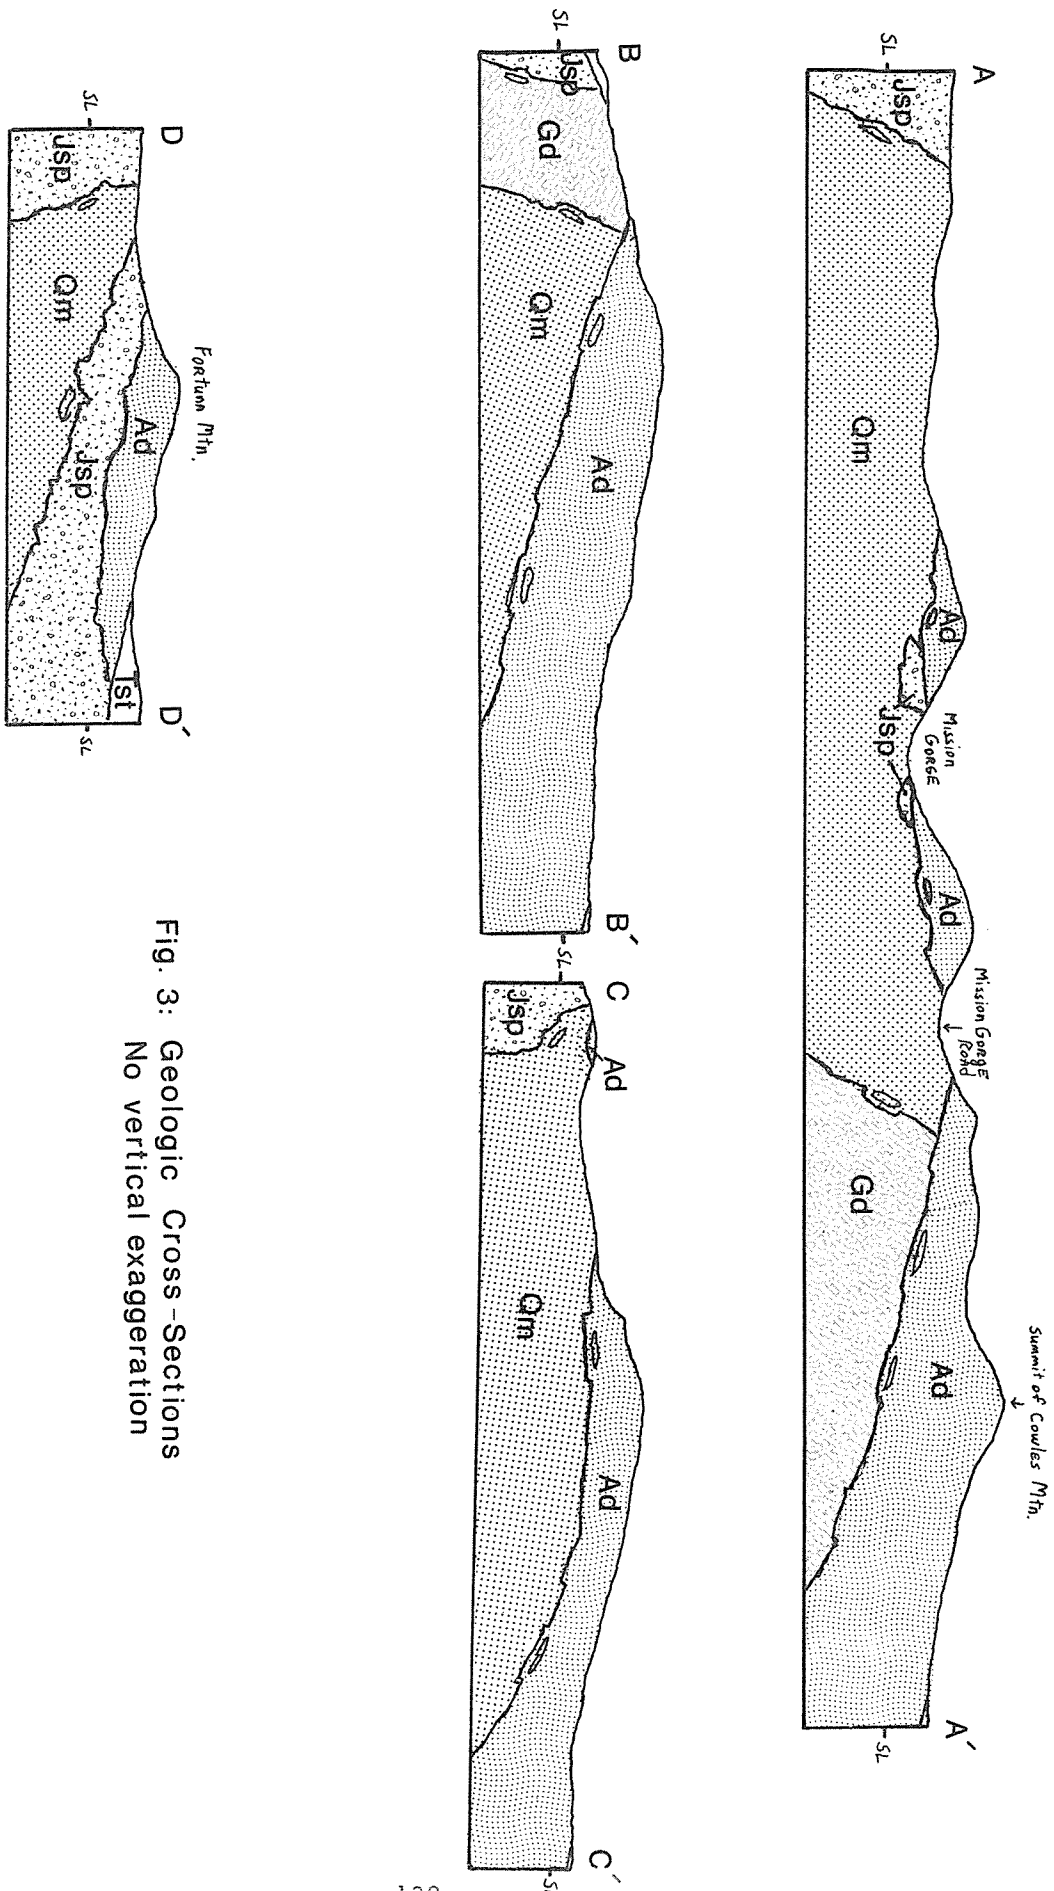 A
A´
SL
Jsp
Qm
Ad
Jsp
Mission
GORGE
Ad
Mission GORGE
Road
Gd
Ad
Summit of Cowles Mtn.
SL
B
B´
SL
Jsp
Gd
Qm
Ad
SL
C
C´
Jsp
Ad
Qm
Ad
D
D´
SL
Jsp
Qm
Fortuna Mtn.
Ad
Jsp
Tst
SL
Fig. 3: Geologic Cross-Sections
No vertical exaggeration